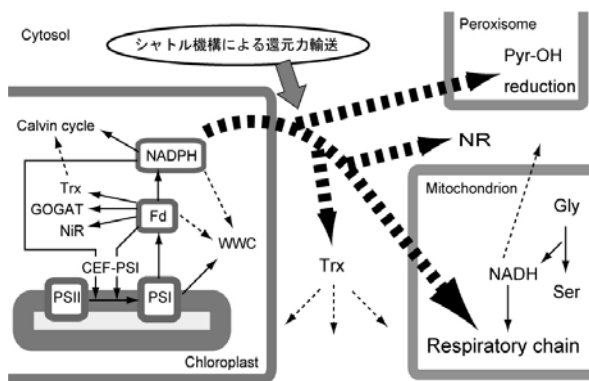 Cytosol
シャトル機構による還元力輸送
Peroxisome
Pyr-OH
reduction
Calvin cycle
NADPH
NR
Trx
GOGAT
NiR
Fd
WWC
CEF-PSI
PSII
PSI
Chloroplast
Trx
Mitochondrion
Gly
NADH
Ser
Respiratory chain